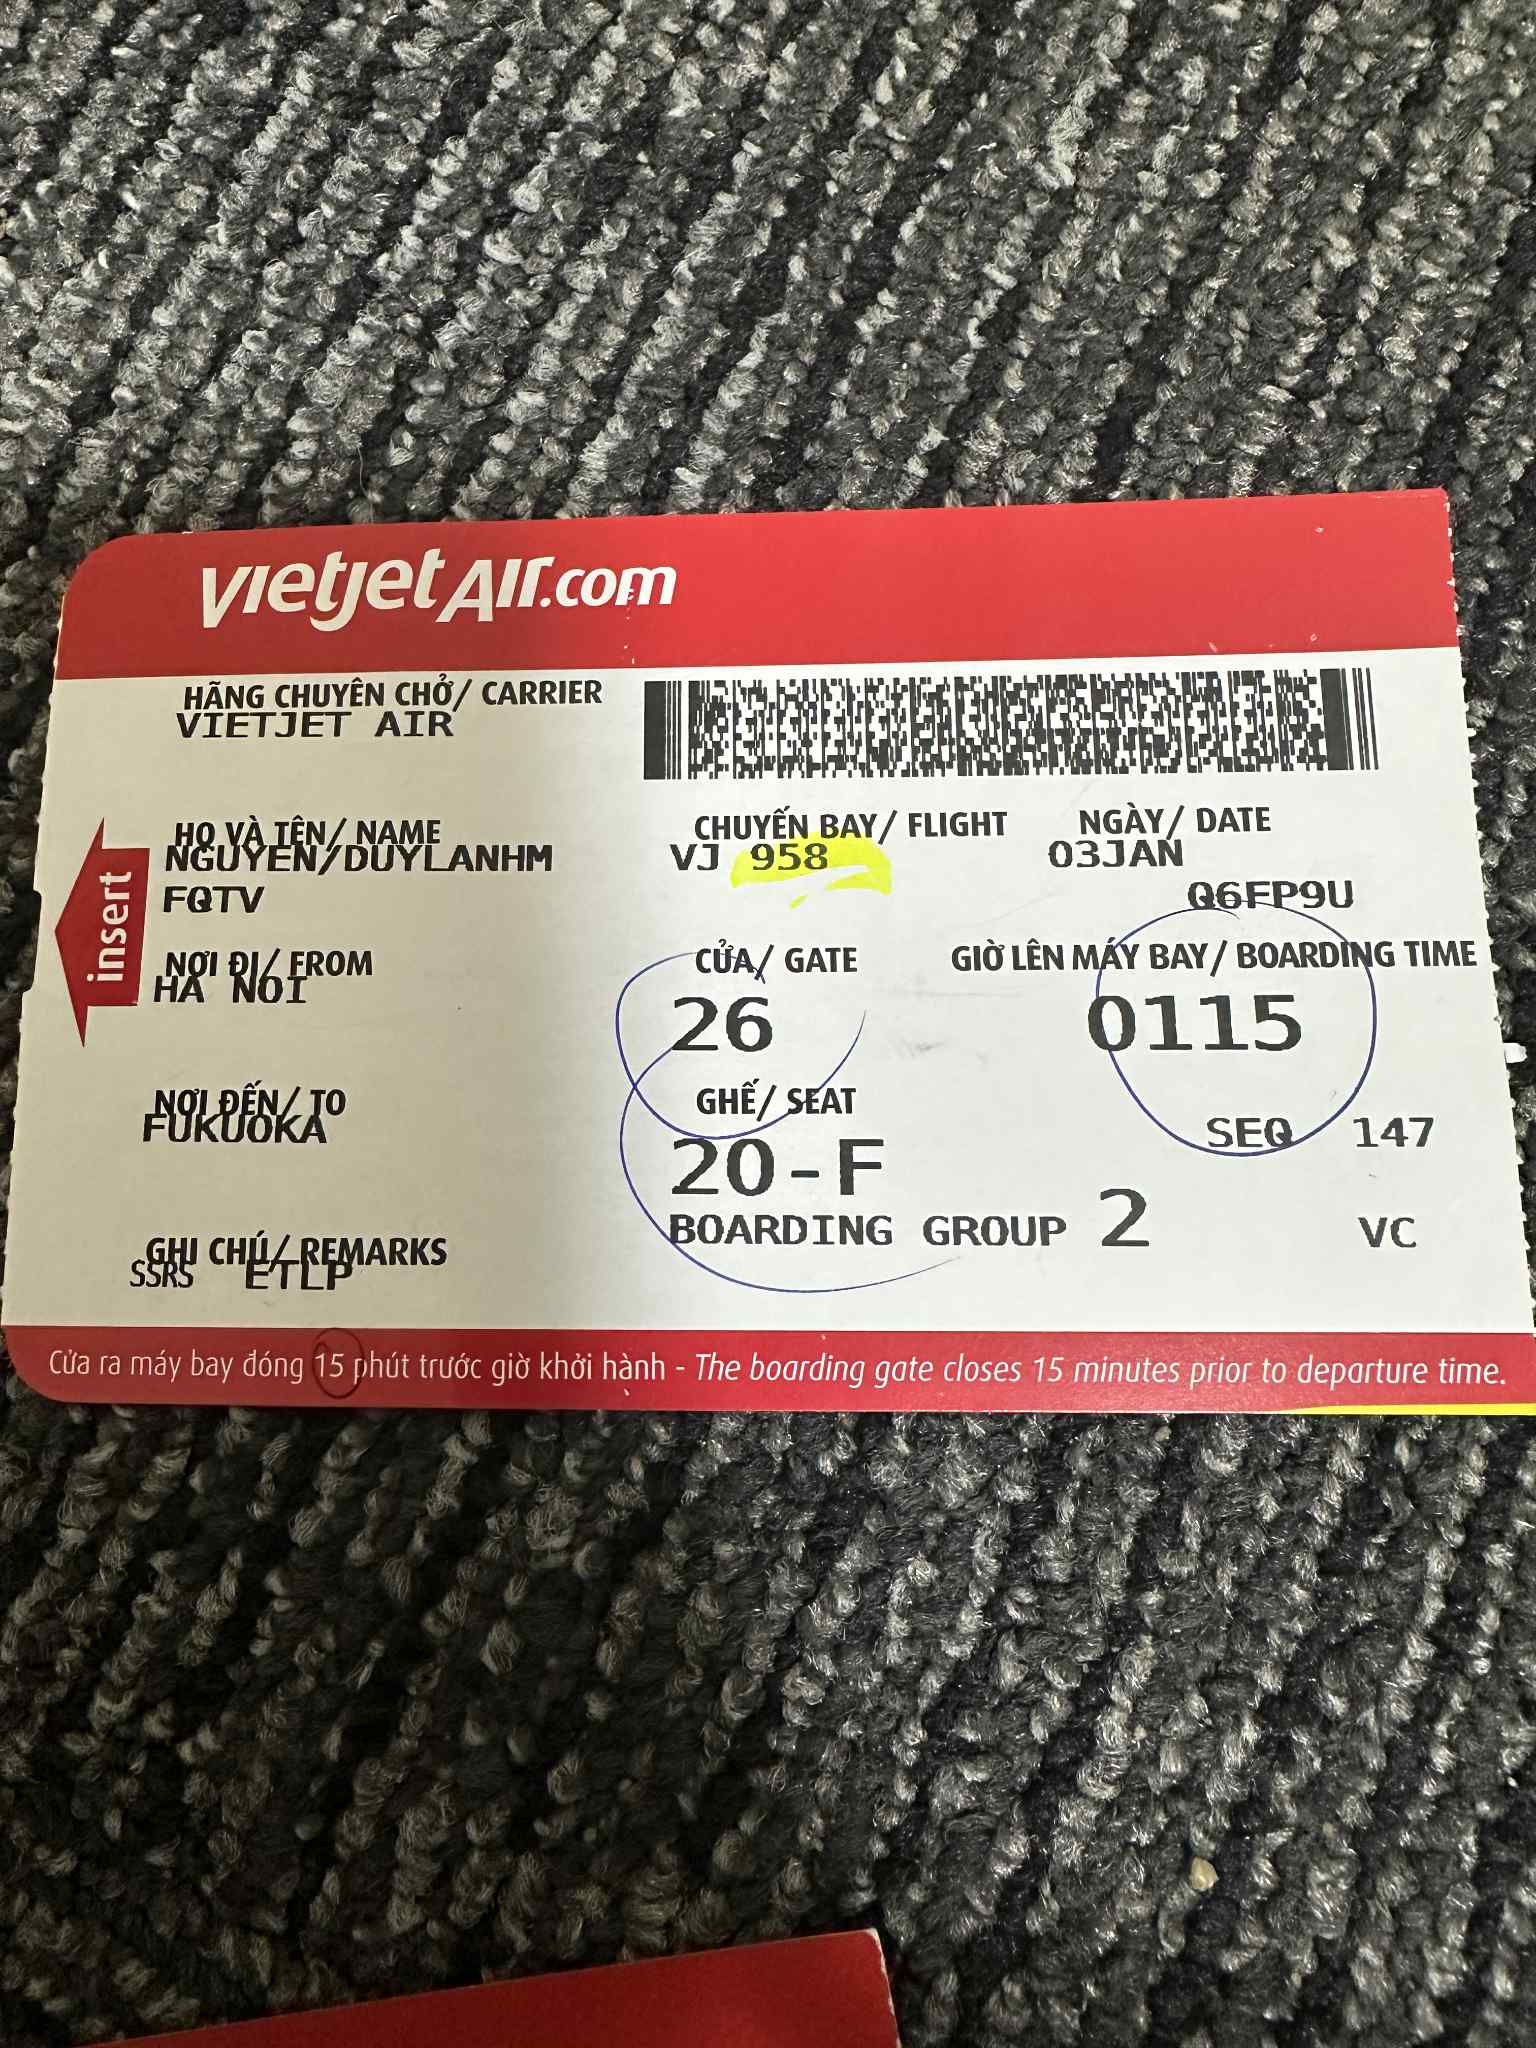 vietjetAir.com
HÃNG CHUYÊN CHỞ/ CARRIER
VIETJET AIR
HỌ VÀ TÊN/ NAME
NGUYEN/DUYLANHM
FQTV
CHUYẾN BAY/ FLIGHT
VJ 958
NGÀY/ DATE
03JAN
Q6FP9U
insert
NƠI ĐI/ FROM
HA NOI
CỬA/ GATE
26
GIỜ LÊN MÁY BAY/ BOARDING TIME
0115
NƠI ĐẾN/ TO
FUKUOKA
GHẾ/ SEAT
20-F
SEQ 147
BOARDING GROUP 2 VC
GHI CHÚ/ REMARKS
SSRS ETLP
Cửa ra máy bay đóng 15 phút trước giờ khởi hành - The boarding gate closes 15 minutes prior to departure time.